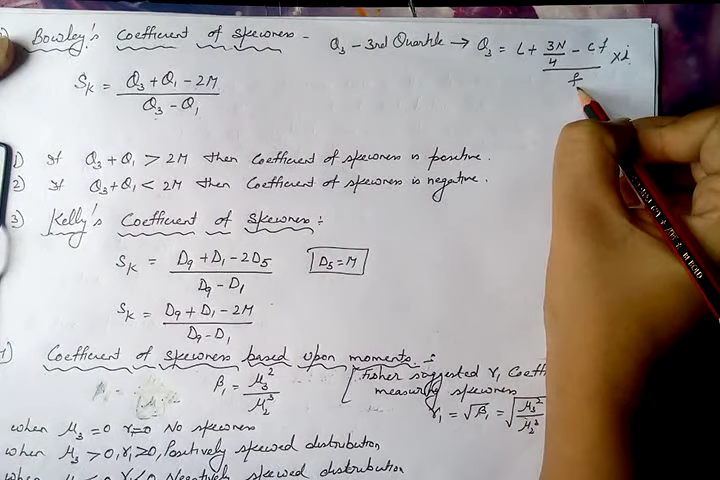 Bowley's Coefficient of skewness - Q3 - 3rd Quartile → Q3 = L + (3N/4 - cf)/f × i
Sk = (Q3 + Q1 - 2M)/(Q3 - Q1)
1) If Q3 + Q1 > 2M then Coefficient of skewness is positive.
2) If Q3 + Q1 < 2M then Coefficient of skewness is negative.
3) Kelly's Coefficient of skewness :
Sk = (D9 + D1 - 2D5)/(D9 - D1) D5 = M
Sk = (D9 + D1 - 2M)/(D9 - D1)
Coefficient of skewness based upon moments. :
β1 = μ3²/μ2³
Fisher suggested γ1 Coeff
measuring skewness
γ1 = √β1 = √(μ3²/μ2³)
when μ3 = 0 γ1=0 No skewness
when μ3 > 0, γ1 > 0, Positively skewed distribution
when Negatively skewed distribution